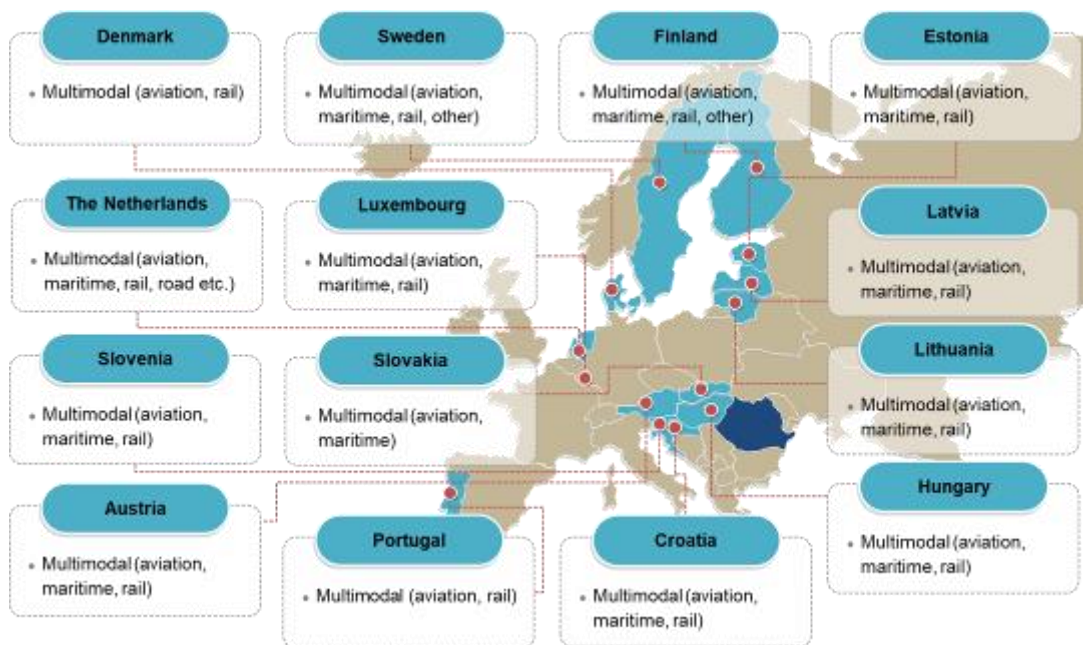 Denmark
• Multimodal (aviation, rail)
Sweden
• Multimodal (aviation,
maritime, rail, other)
Finland
• Multimodal (aviation,
maritime, rail, other)
Estonia
• Multimodal (aviation,
maritime, rail)
The Netherlands
• Multimodal (aviation,
maritime, rail, road etc.)
Luxembourg
• Multimodal (aviation,
maritime, rail)
Latvia
• Multimodal (aviation,
maritime, rail)
Slovenia
• Multimodal (aviation,
maritime, rail)
Slovakia
• Multimodal (aviation,
maritime)
Lithuania
• Multimodal (aviation,
maritime, rail)
Austria
• Multimodal (aviation,
maritime, rail)
Portugal
• Multimodal (aviation, rail)
Croatia
• Multimodal (aviation,
maritime, rail)
Hungary
• Multimodal (aviation,
maritime, rail)